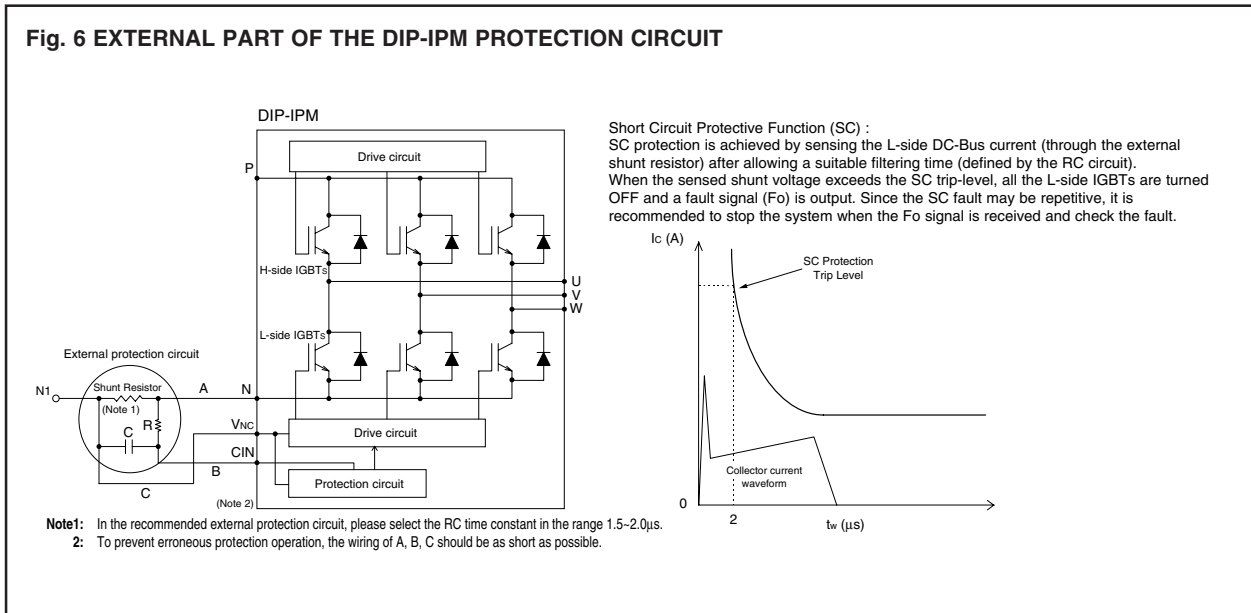 Fig. 6 EXTERNAL PART OF THE DIP-IPM PROTECTION CIRCUIT
DIP-IPM
Drive circuit
P
H-side IGBTs
U
V
W
L-side IGBTs
External protection circuit
N1
Shunt Resistor
(Note 1)
A
N
R
C
VNC
Drive circuit
CIN
B
Protection circuit
C
(Note 2)
Short Circuit Protective Function (SC) :
SC protection is achieved by sensing the L-side DC-Bus current (through the external
shunt resistor) after allowing a suitable filtering time (defined by the RC circuit).
When the sensed shunt voltage exceeds the SC trip-level, all the L-side IGBTs are turned
OFF and a fault signal (Fo) is output. Since the SC fault may be repetitive, it is
recommended to stop the system when the Fo signal is received and check the fault.
IC (A)
SC Protection
Trip Level
Collector current
waveform
0
2
tw (μs)
Note1: In the recommended external protection circuit, please select the RC time constant in the range 1.5~2.0μs.
2: To prevent erroneous protection operation, the wiring of A, B, C should be as short as possible.